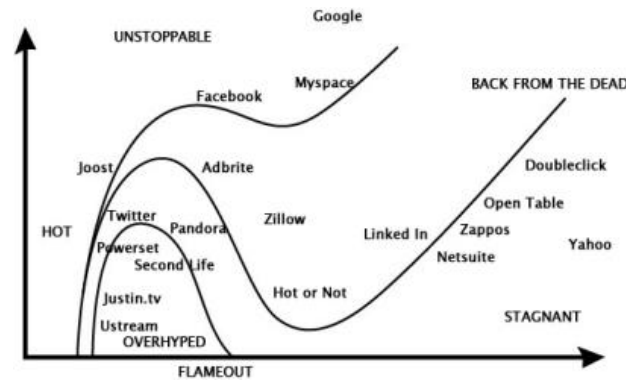 Google
UNSTOPPABLE
Myspace
BACK FROM THE DEAD
Facebook
Joost
Adbrite
Doubleclick
Open Table
Twitter
Pandora
Zillow
HOT
Linked In
Zappos
Powerset
Yahoo
Second Life
Netsuite
Justin.tv
Hot or Not
STAGNANT
Ustream
OVERHYPED
FLAMEOUT